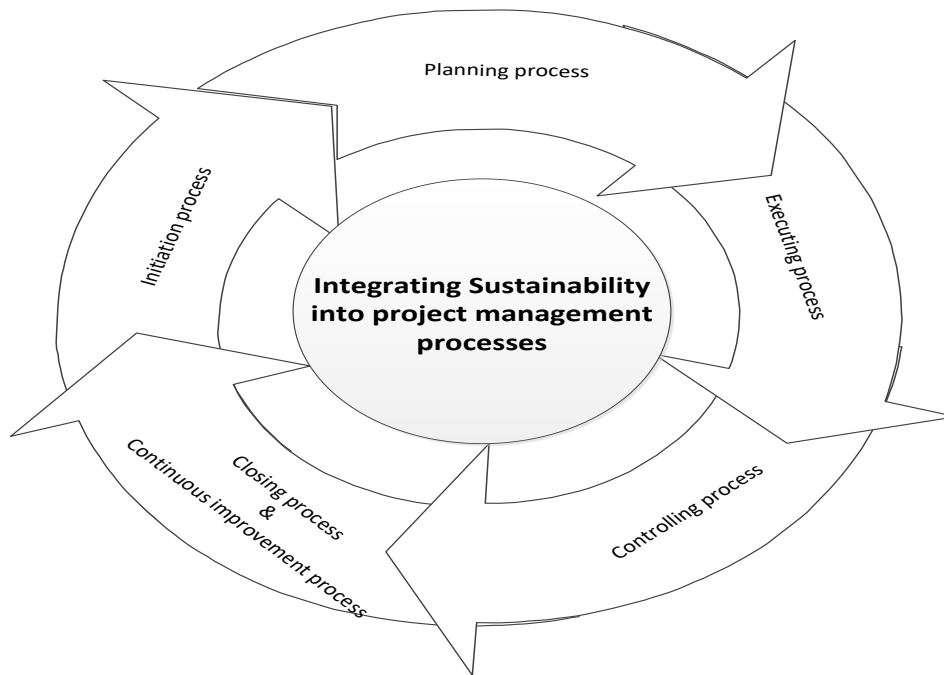 Planning process
Initiation process
Executing process
Integrating Sustainability
into project management
processes
Closing process
&
Continuous improvement process
Controlling process